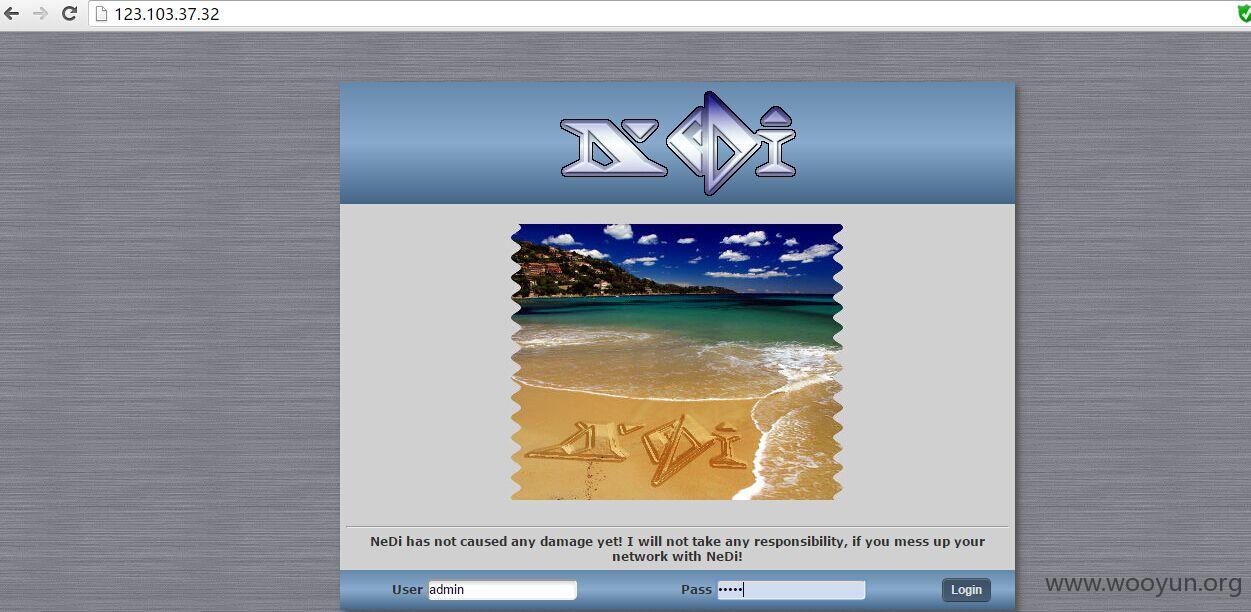 123.103.37.32
NeDi
NeDi
NeDi has not caused any damage yet! I will not take any responsibility, if you mess up your
network with NeDi!
User admin Pass ••••• Login
www.wooyun.org